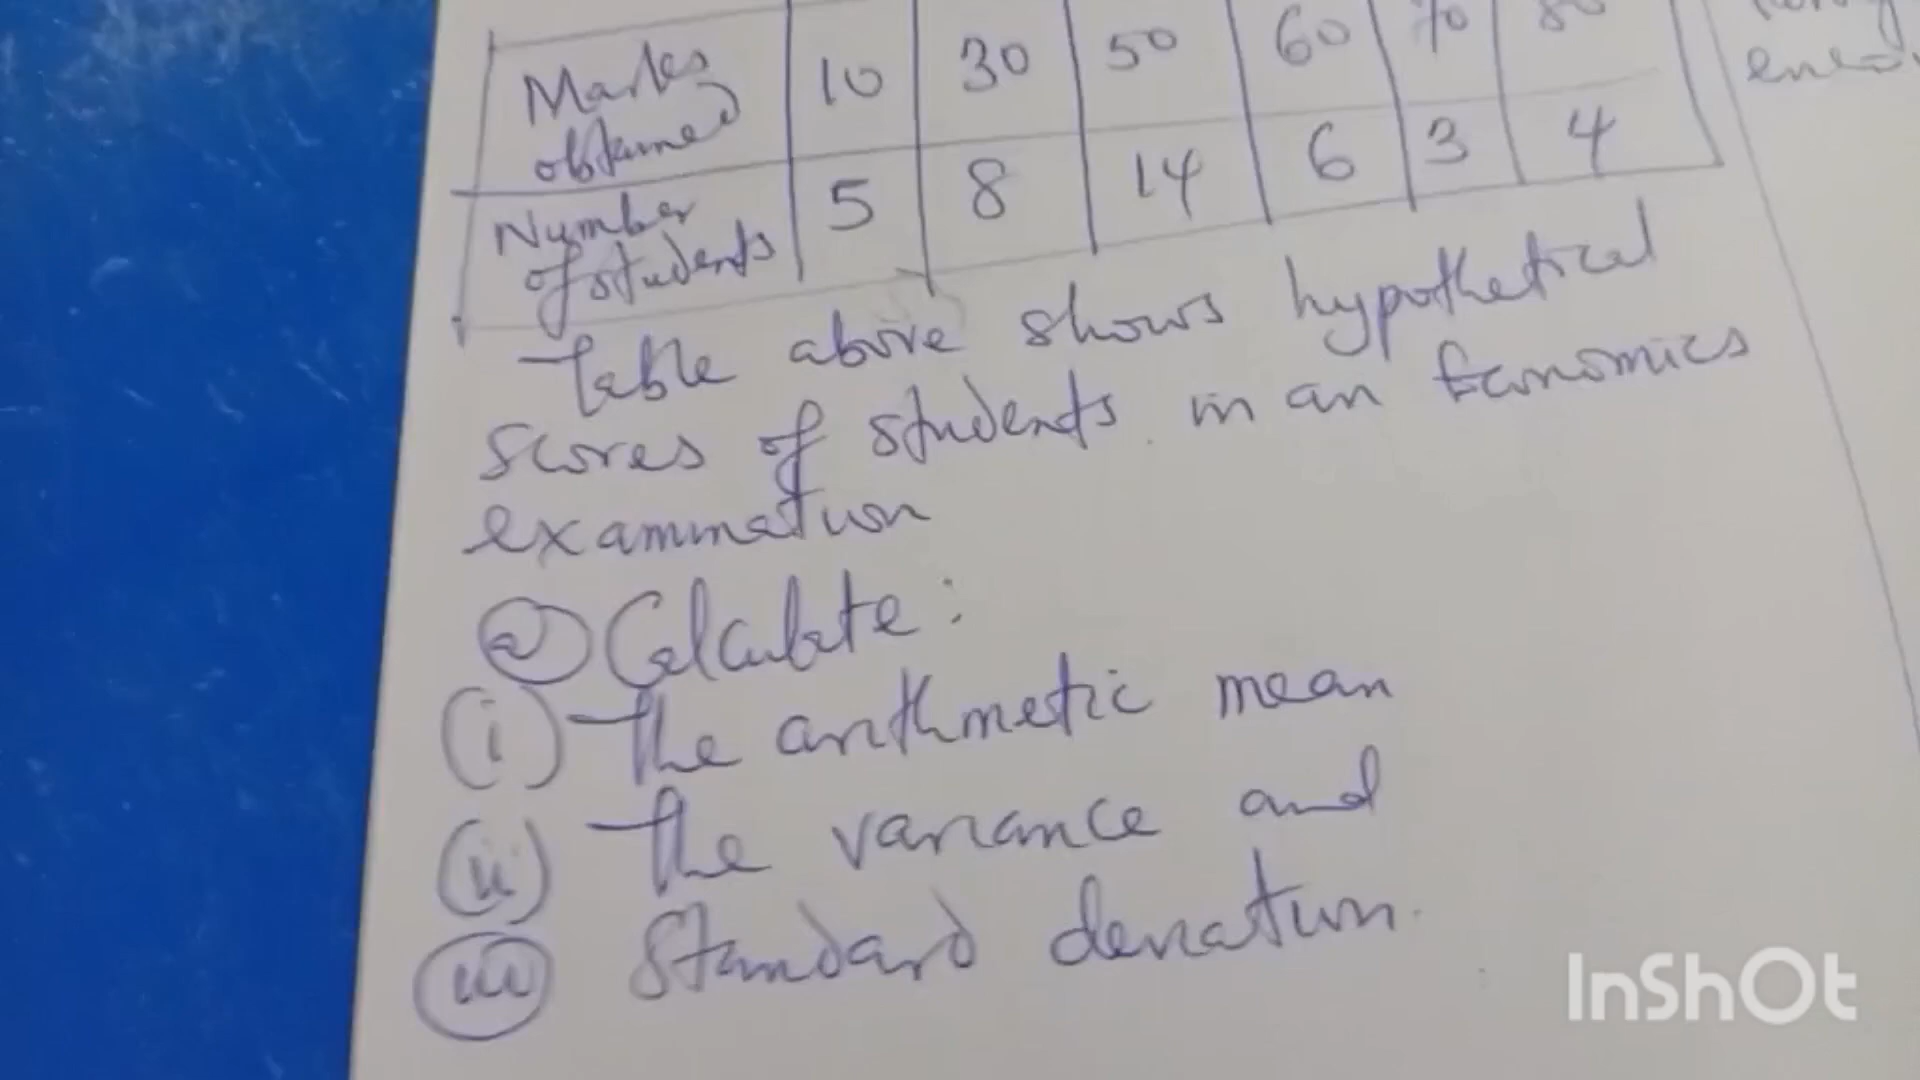 Marks 10 30 50 60 70 80
obtained
Number 5 8 14 6 3 4
of students
Table above shows hypothetical
scores of students in an Economics
examination
(a) Calculate:
(i) The arithmetic mean
(ii) The variance and
(iii) Standard deviation.
InShOt